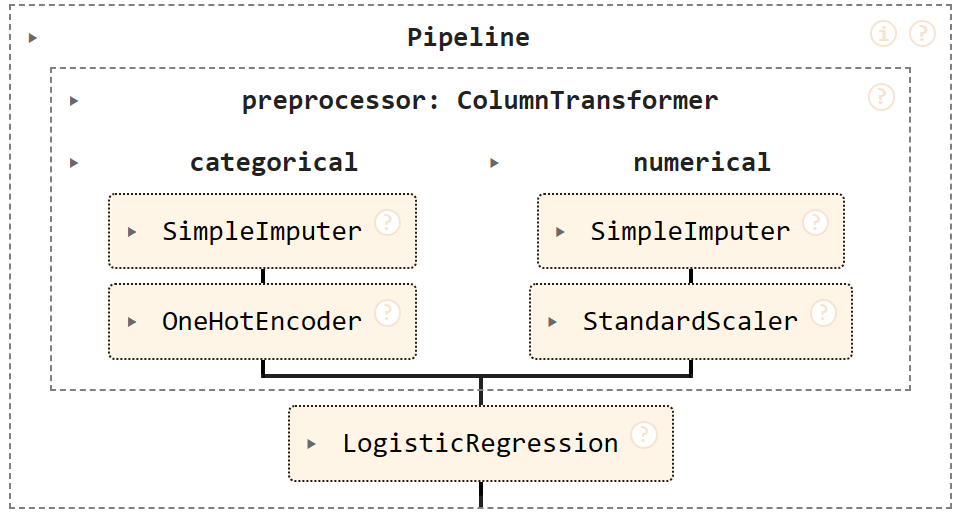 Pipeline i ?
preprocessor: ColumnTransformer ?
categorical numerical
SimpleImputer ? SimpleImputer ?
OneHotEncoder ? StandardScaler ?
LogisticRegression ?